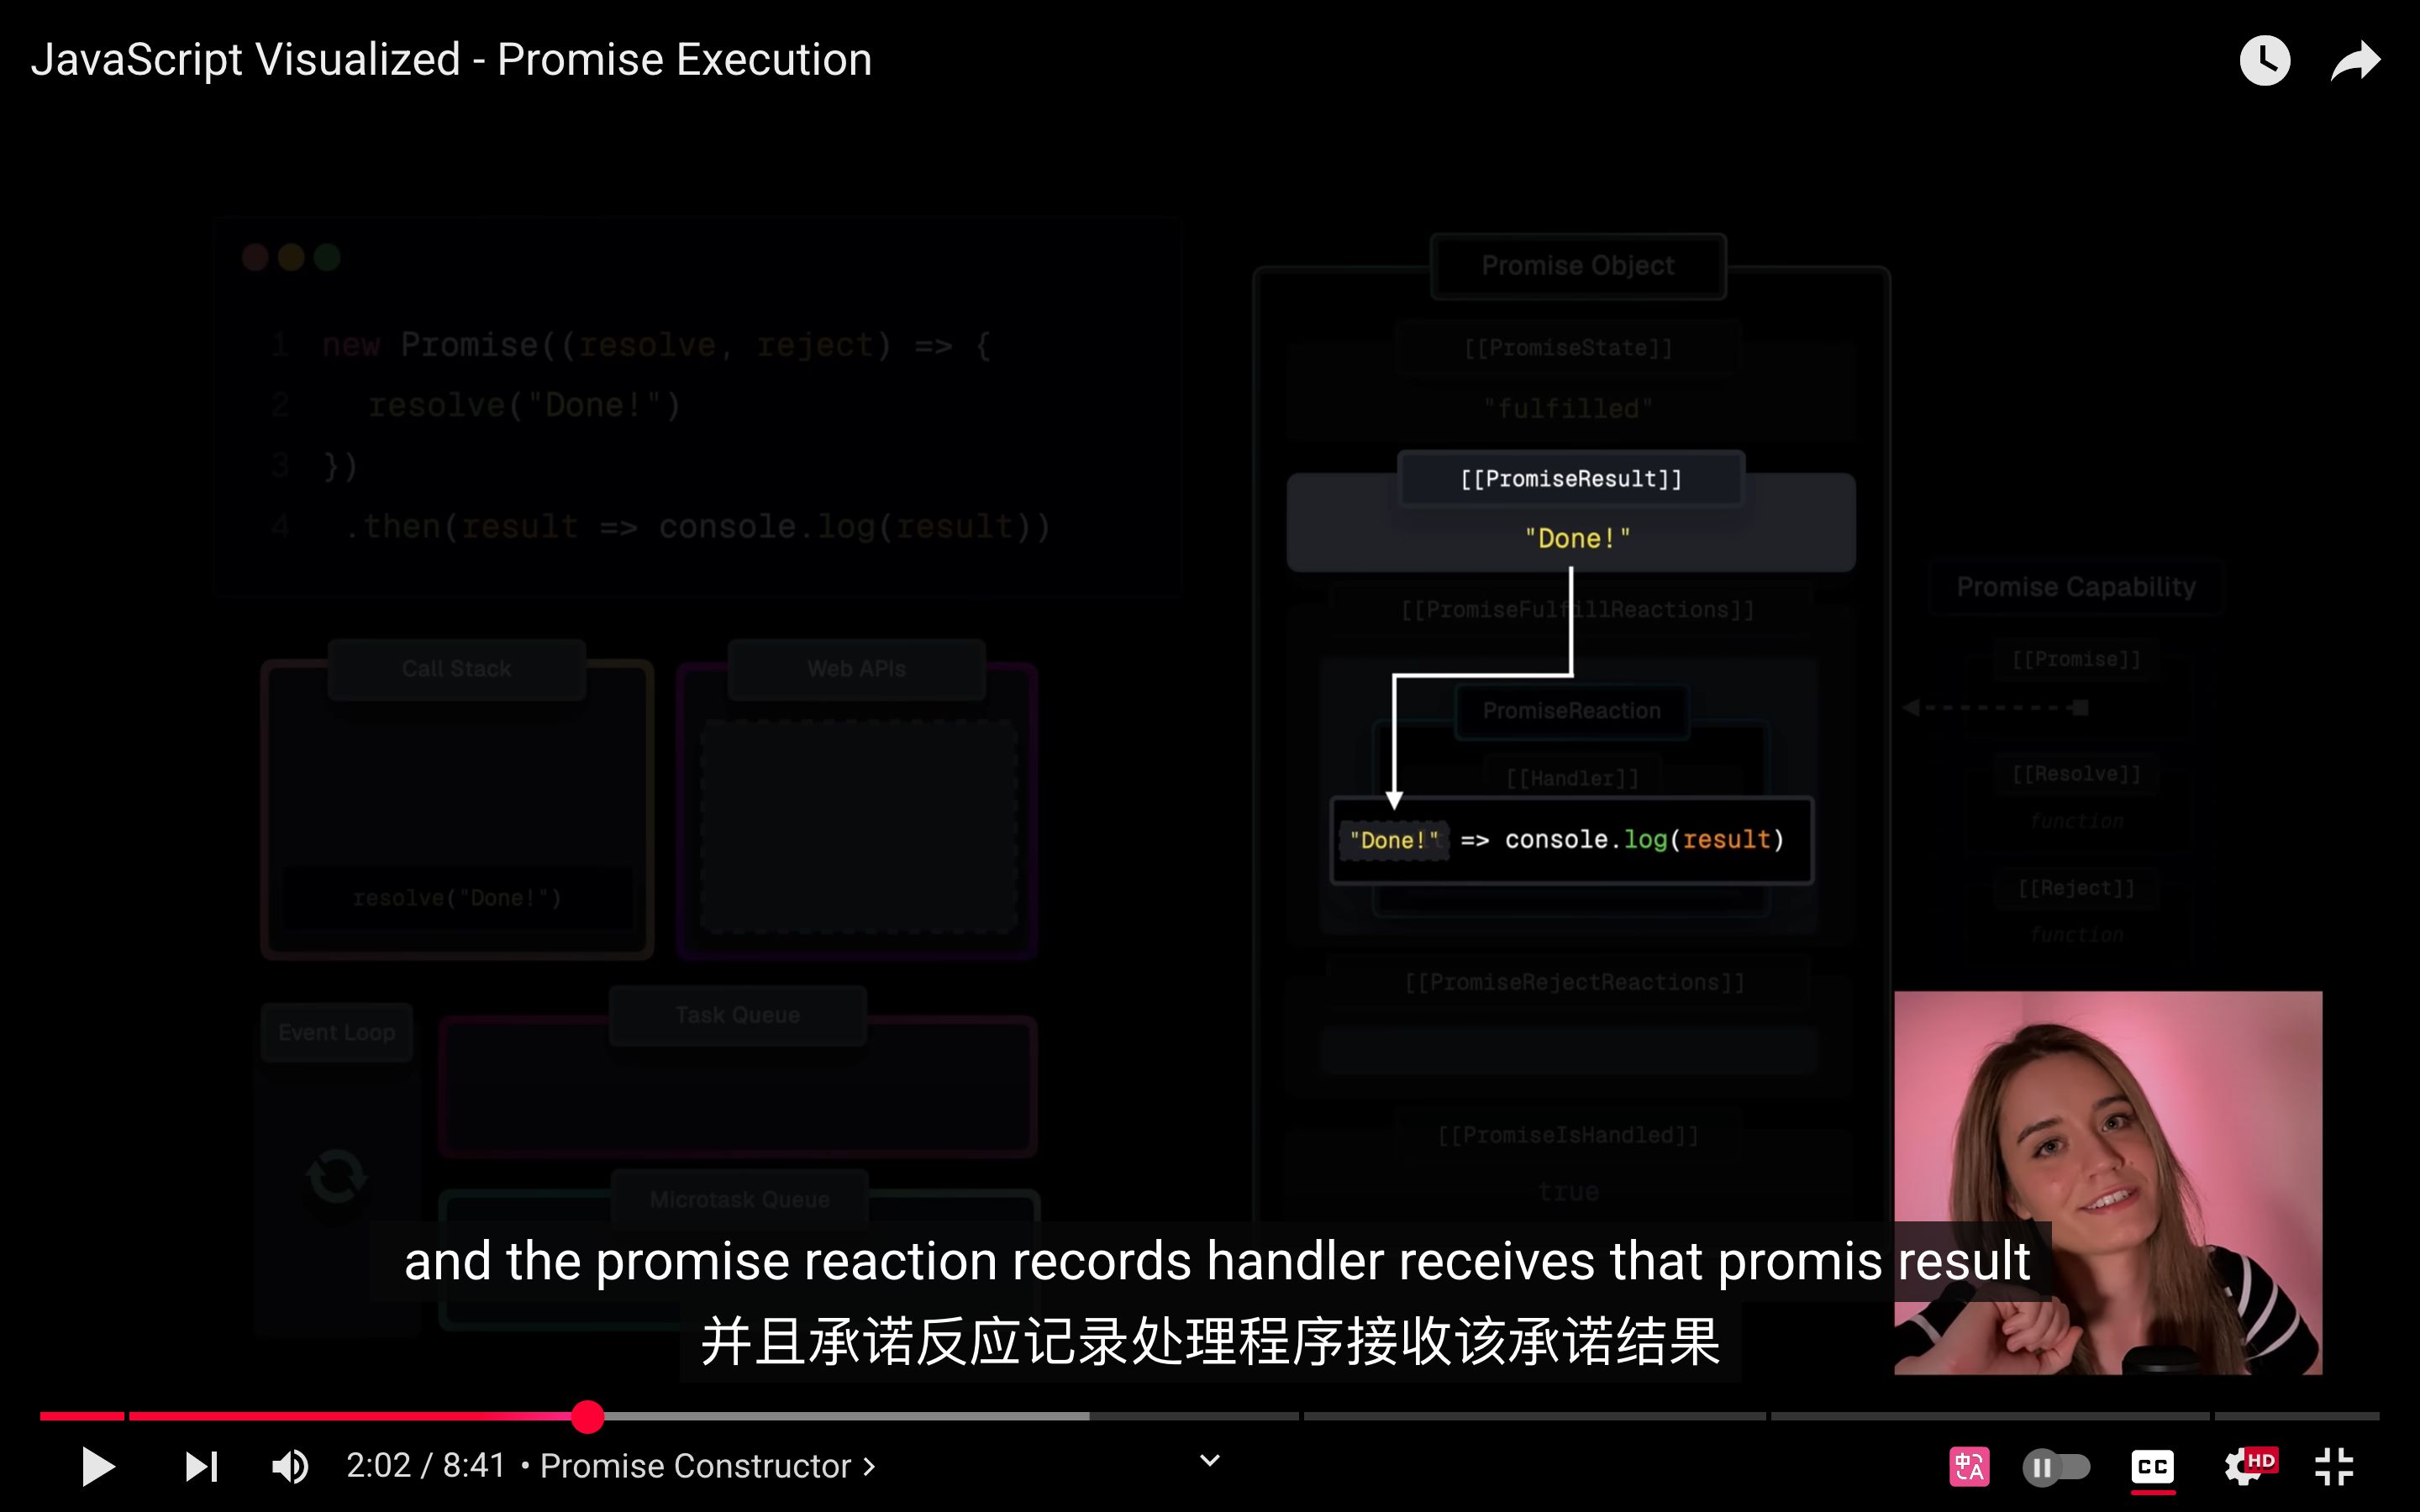 JavaScript Visualized - Promise Execution
1 new Promise((resolve, reject) => {
2 resolve("Done!")
3 })
4 .then(result => console.log(result))
Call Stack
resolve("Done!")
Web APIs
Event Loop
Task Queue
Microtask Queue
Promise Object
[[PromiseState]]
"fulfilled"
[[PromiseResult]]
"Done!"
[[PromiseFulfillReactions]]
PromiseReaction
[[Handler]]
"Done!" => console.log(result)
[[PromiseRejectReactions]]
[[PromiseIsHandled]]
true
Promise Capability
[[Promise]]
[[Resolve]]
function
[[Reject]]
function
and the promise reaction records handler receives that promis result
并且承诺反应记录处理程序接收该承诺结果
2:02 / 8:41 • Promise Constructor >
中A
CC
HD